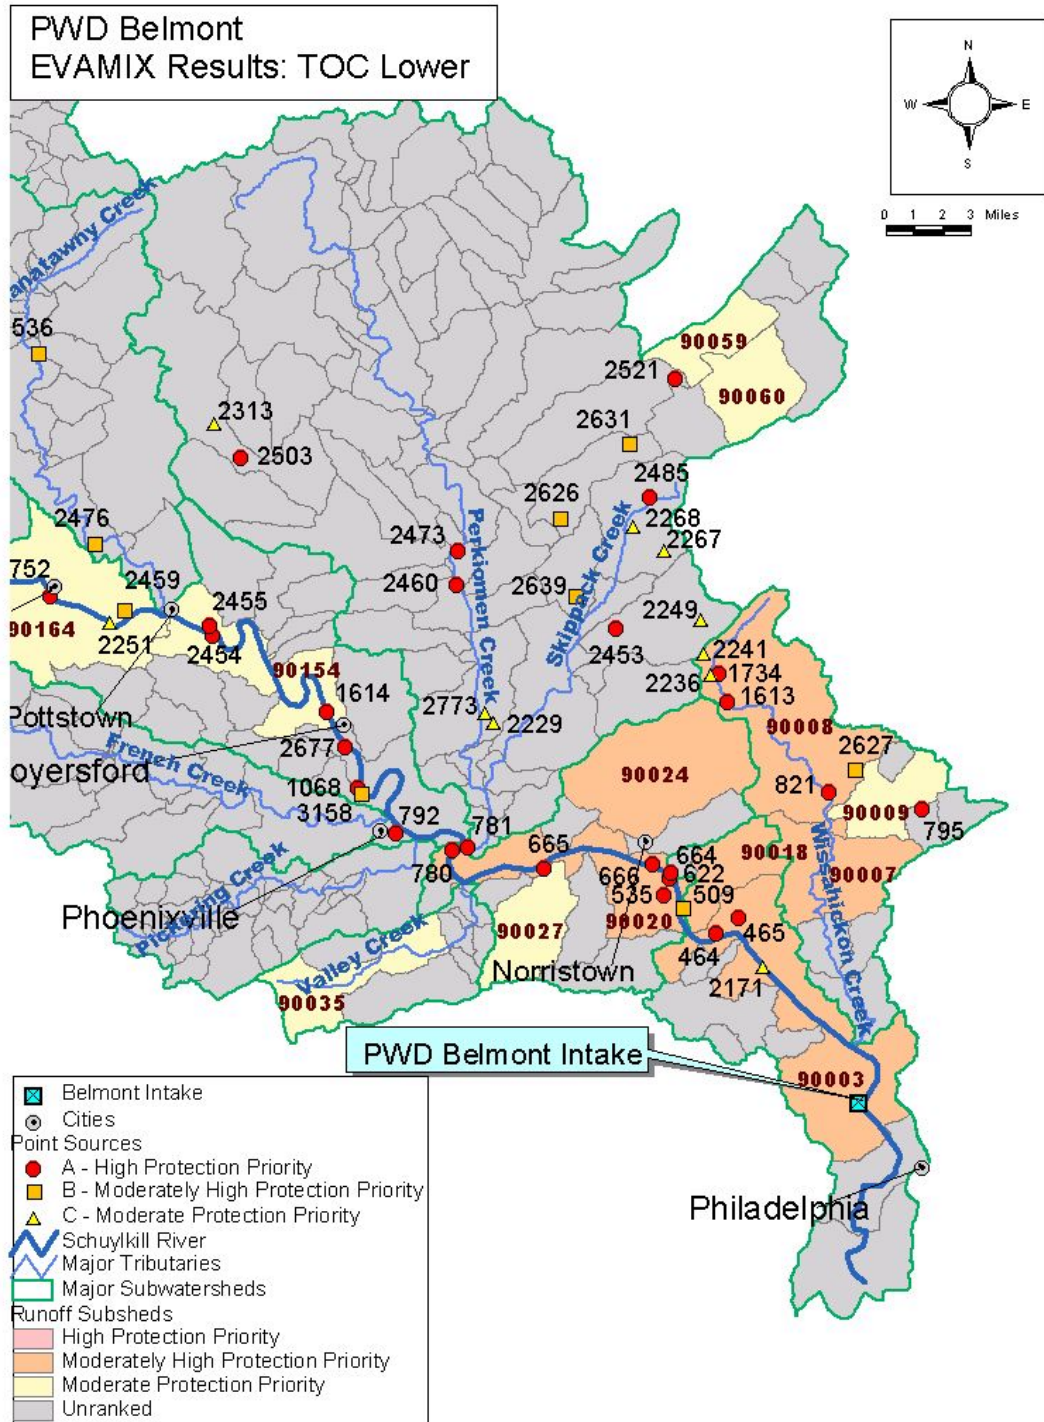 PWD Belmont
EVAMIX Results: TOC Lower
N
W E
S
0 1 2 3 Miles
anatawny Creek
536
90059
2521
90060
2313
2631
2503
2485
2626
2268
2476
2473
Perkiomen Creek
2267
752
2459
2460
2639
Skippack Creek
2455
2249
90164
2251
2454
2453
2241
90154
1734
2236
1614
1613
Pottstown
2773
2229
90008
French Creek
2677
2627
oyersford
90024
1068
821
3158
792
781
90009
795
665
664
90018
Wissahickon Creek
780
666
622
90007
Pickering Creek
535
509
Phoenixville
90020
465
90027
464
Valley Creek
Norristown
2171
90035
PWD Belmont Intake
90003
Philadelphia
Belmont Intake
Cities
Point Sources
A - High Protection Priority
B - Moderately High Protection Priority
C - Moderate Protection Priority
Schuylkill River
Major Tributaries
Major Subwatersheds
Runoff Subsheds
High Protection Priority
Moderately High Protection Priority
Moderate Protection Priority
Unranked